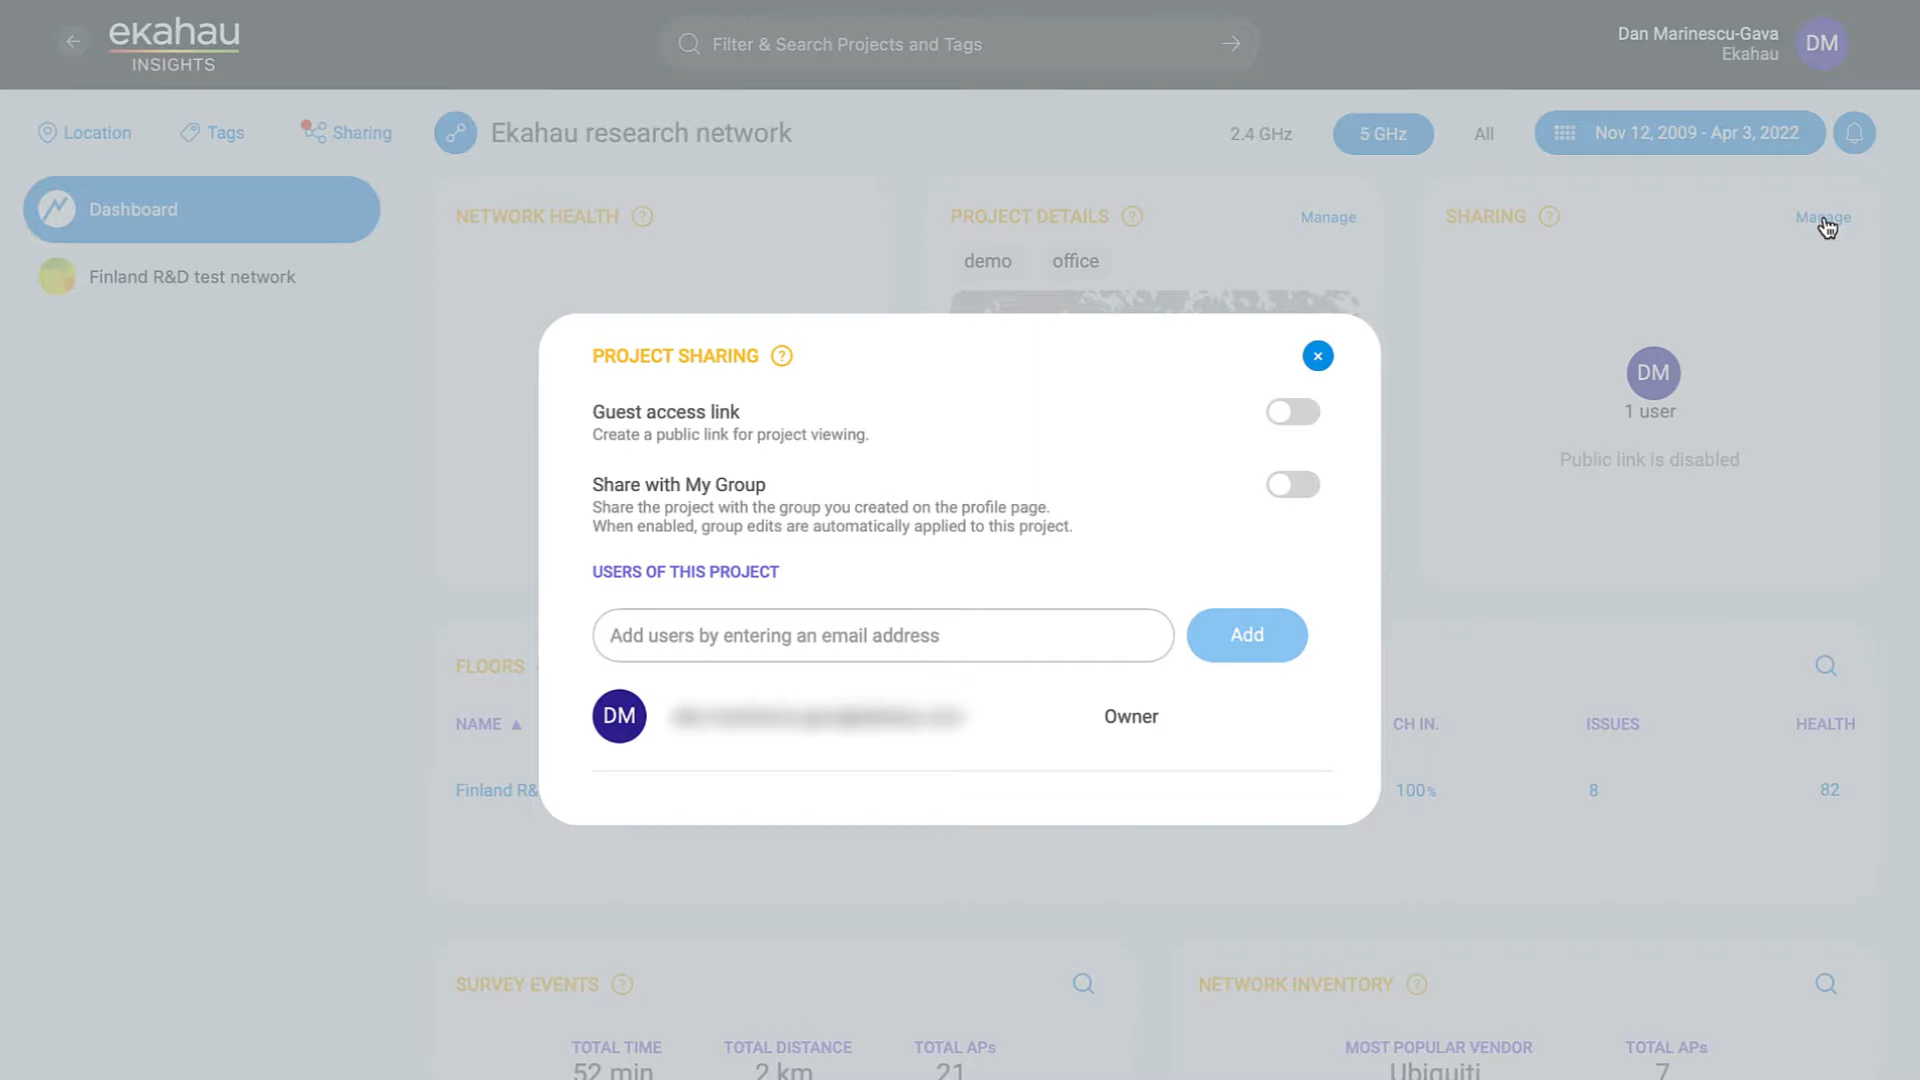 ekahau
INSIGHTS
Filter & Search Projects and Tags
Dan Marinescu-Gava
Ekahau
DM
Location
Tags
Sharing
Ekahau research network
2.4 GHz
5 GHz
All
Nov 12, 2009 - Apr 3, 2022
Dashboard
Finland R&D test network
NETWORK HEALTH ?
PROJECT DETAILS ?
Manage
demo
office
SHARING ?
Manage
DM
1 user
Public link is disabled
PROJECT SHARING ?
Guest access link
Create a public link for project viewing.
Share with My Group
Share the project with the group you created on the profile page.
When enabled, group edits are automatically applied to this project.
USERS OF THIS PROJECT
Add users by entering an email address
Add
DM
Owner
FLOORS
NAME ▲
CH IN.
ISSUES
HEALTH
Finland R&
100%
8
82
SURVEY EVENTS ?
NETWORK INVENTORY ?
TOTAL TIME
TOTAL DISTANCE
TOTAL APs
MOST POPULAR VENDOR
TOTAL APs
52 min
2 km
21
Ubiquiti
7